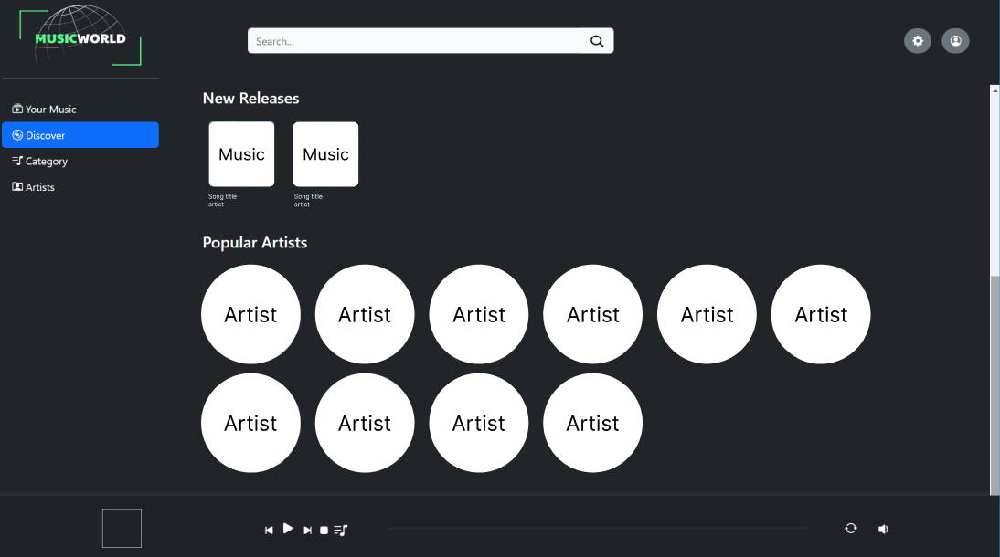 MUSICWORLD
Search...
Your Music
Discover
Category
Artists
New Releases
Music Music
Song title Song title
artist artist
Popular Artists
Artist Artist Artist Artist Artist Artist
Artist Artist Artist Artist